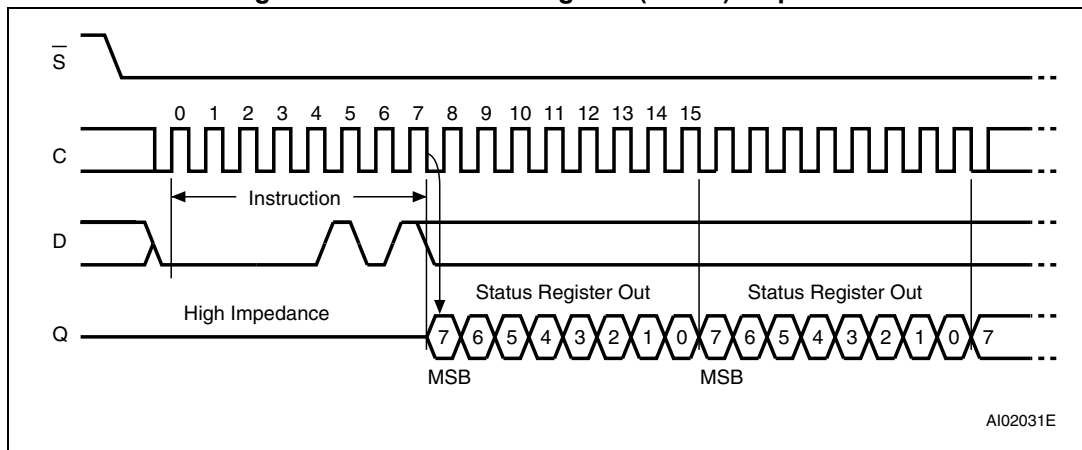 S
0 1 2 3 4 5 6 7 8 9 10 11 12 13 14 15
C
Instruction
D
Status Register Out Status Register Out
High Impedance
Q 7 6 5 4 3 2 1 0 7 6 5 4 3 2 1 0 7
MSB MSB
AI02031E